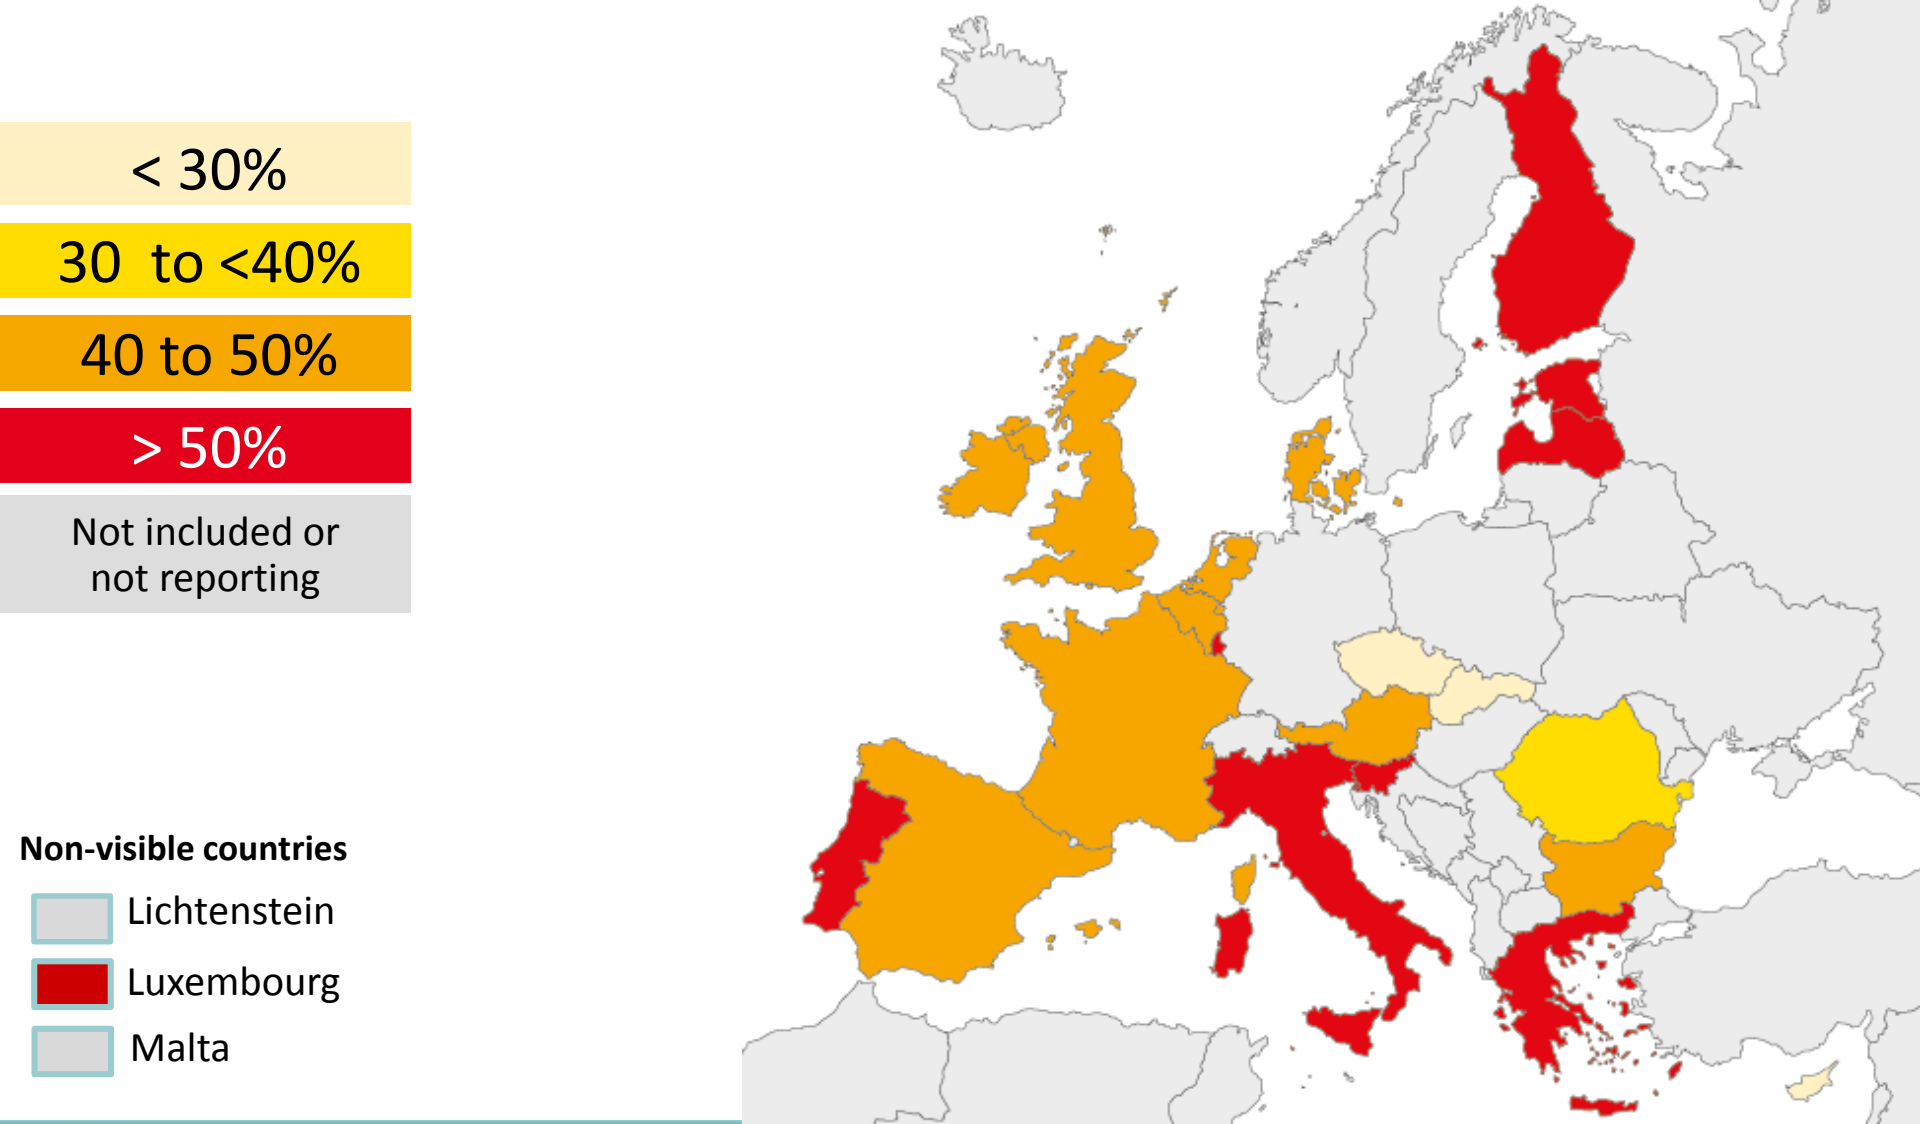 < 30%
30 to <40%
40 to 50%
> 50%
Not included or
not reporting
Non-visible countries
Lichtenstein
Luxembourg
Malta